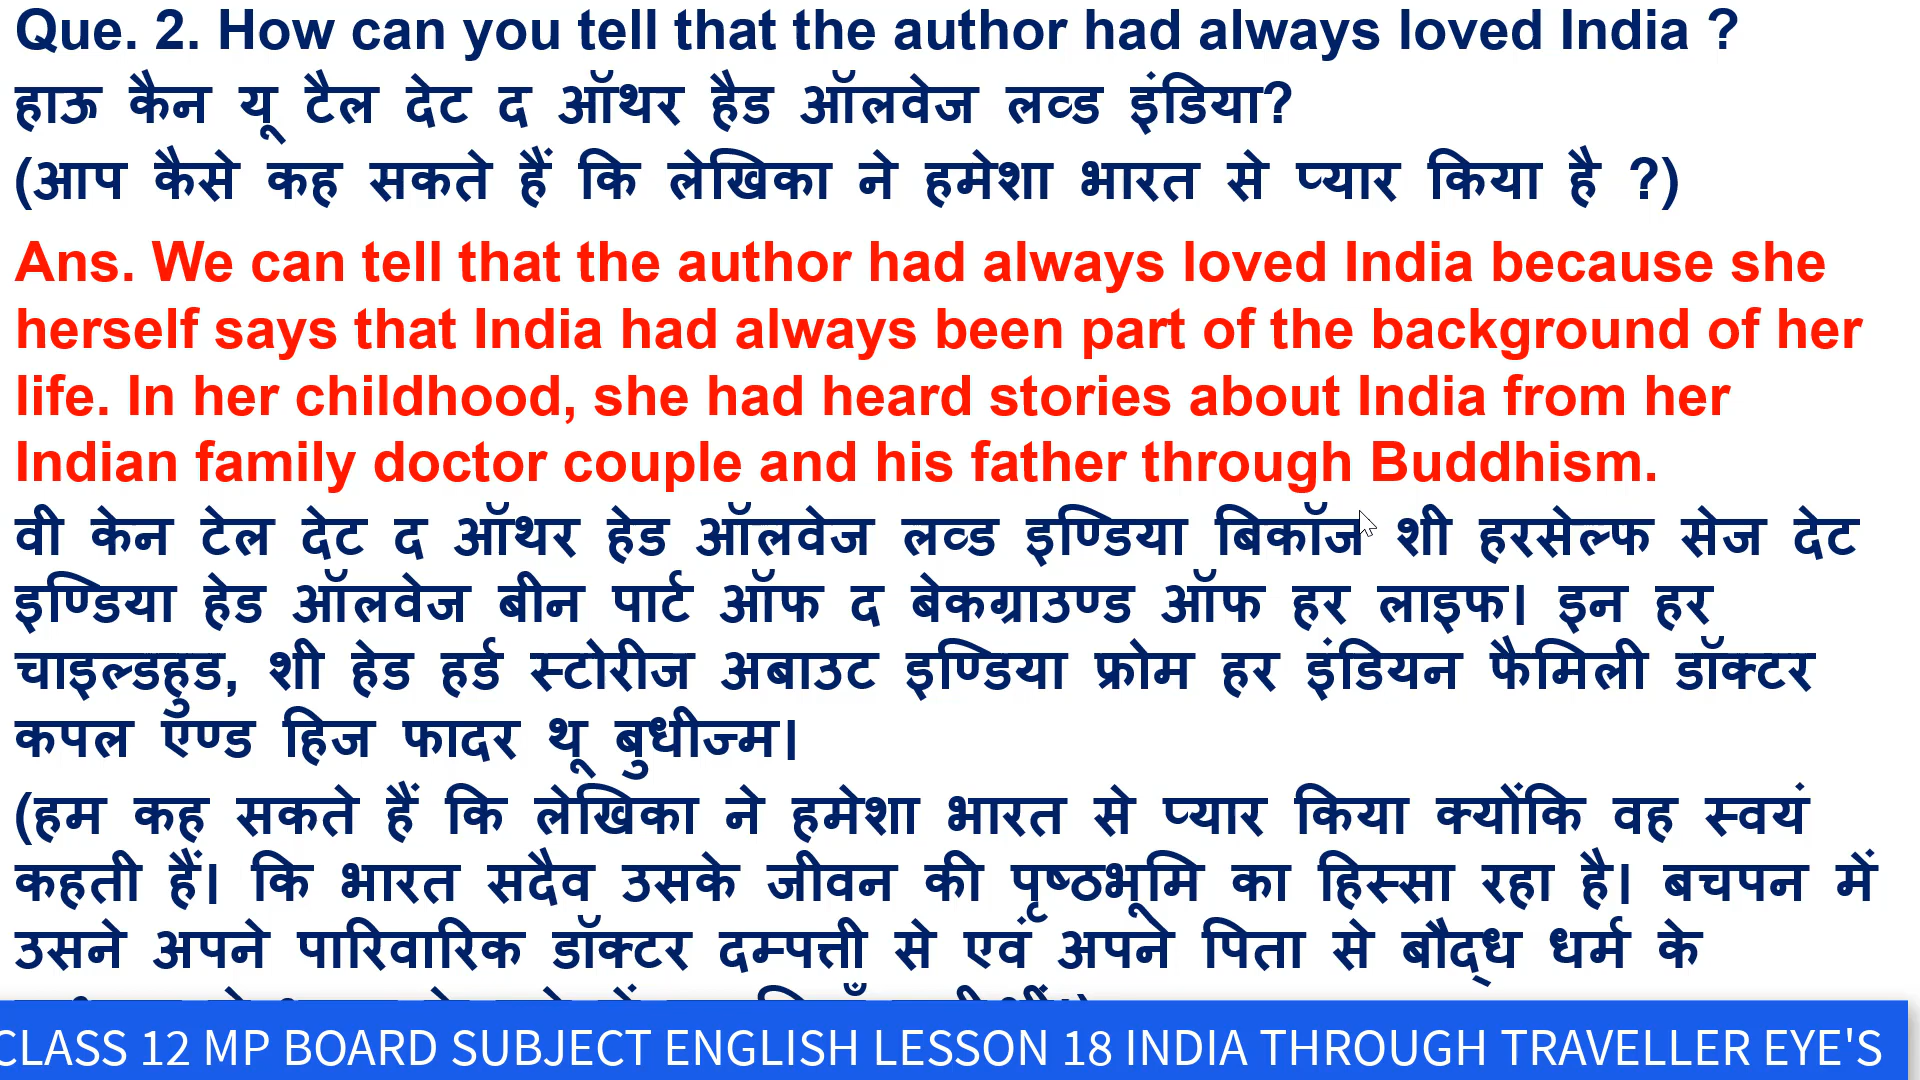 Que. 2. How can you tell that the author had always loved India ?
हाऊ कैन यू टैल देट द ऑथर हैड ऑलवेज लव्ड इंडिया?
(आप कैसे कह सकते हैं कि लेखिका ने हमेशा भारत से प्यार किया है ?)
Ans. We can tell that the author had always loved India because she
herself says that India had always been part of the background of her
life. In her childhood, she had heard stories about India from her
Indian family doctor couple and his father through Buddhism.
वी केन टेल देट द ऑथर हेड ऑलवेज लव्ड इण्डिया बिकॉज शी हरसेल्फ सेज देट
इण्डिया हेड ऑलवेज बीन पार्ट ऑफ द बेकग्राउण्ड ऑफ हर लाइफ। इन हर
चाइल्डहुड, शी हेड हर्ड स्टोरीज अबाउट इण्डिया फ्रोम हर इंडियन फैमिली डॉक्टर
कपल एण्ड हिज फादर थू बुधीज्म।
(हम कह सकते हैं कि लेखिका ने हमेशा भारत से प्यार किया क्योंकि वह स्वयं
कहती हैं। कि भारत सदैव उसके जीवन की पृष्ठभूमि का हिस्सा रहा है। बचपन में
उसने अपने पारिवारिक डॉक्टर दम्पत्ती से एवं अपने पिता से बौद्ध धर्म के
CLASS 12 MP BOARD SUBJECT ENGLISH LESSON 18 INDIA THROUGH TRAVELLER EYE'S